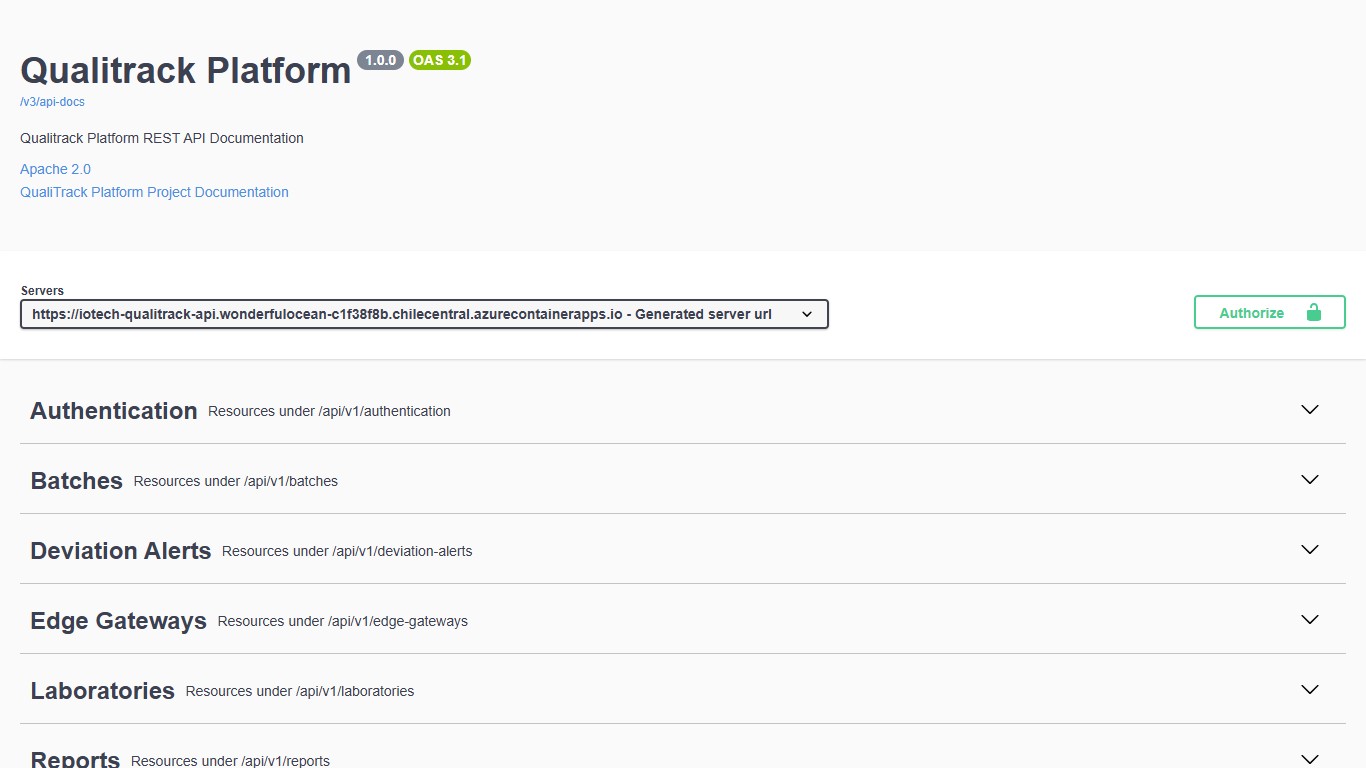 Qualitrack Platform 1.0.0 OAS 3.1
/v3/api-docs
Qualitrack Platform REST API Documentation
Apache 2.0
QualiTrack Platform Project Documentation
Servers
https://iotech-qualitrack-api.wonderfulocean-c1f38f8b.chilecentral.azurecontainerapps.io - Generated server url
Authorize
Authentication Resources under /api/v1/authentication
Batches Resources under /api/v1/batches
Deviation Alerts Resources under /api/v1/deviation-alerts
Edge Gateways Resources under /api/v1/edge-gateways
Laboratories Resources under /api/v1/laboratories
Reports Resources under /api/v1/reports